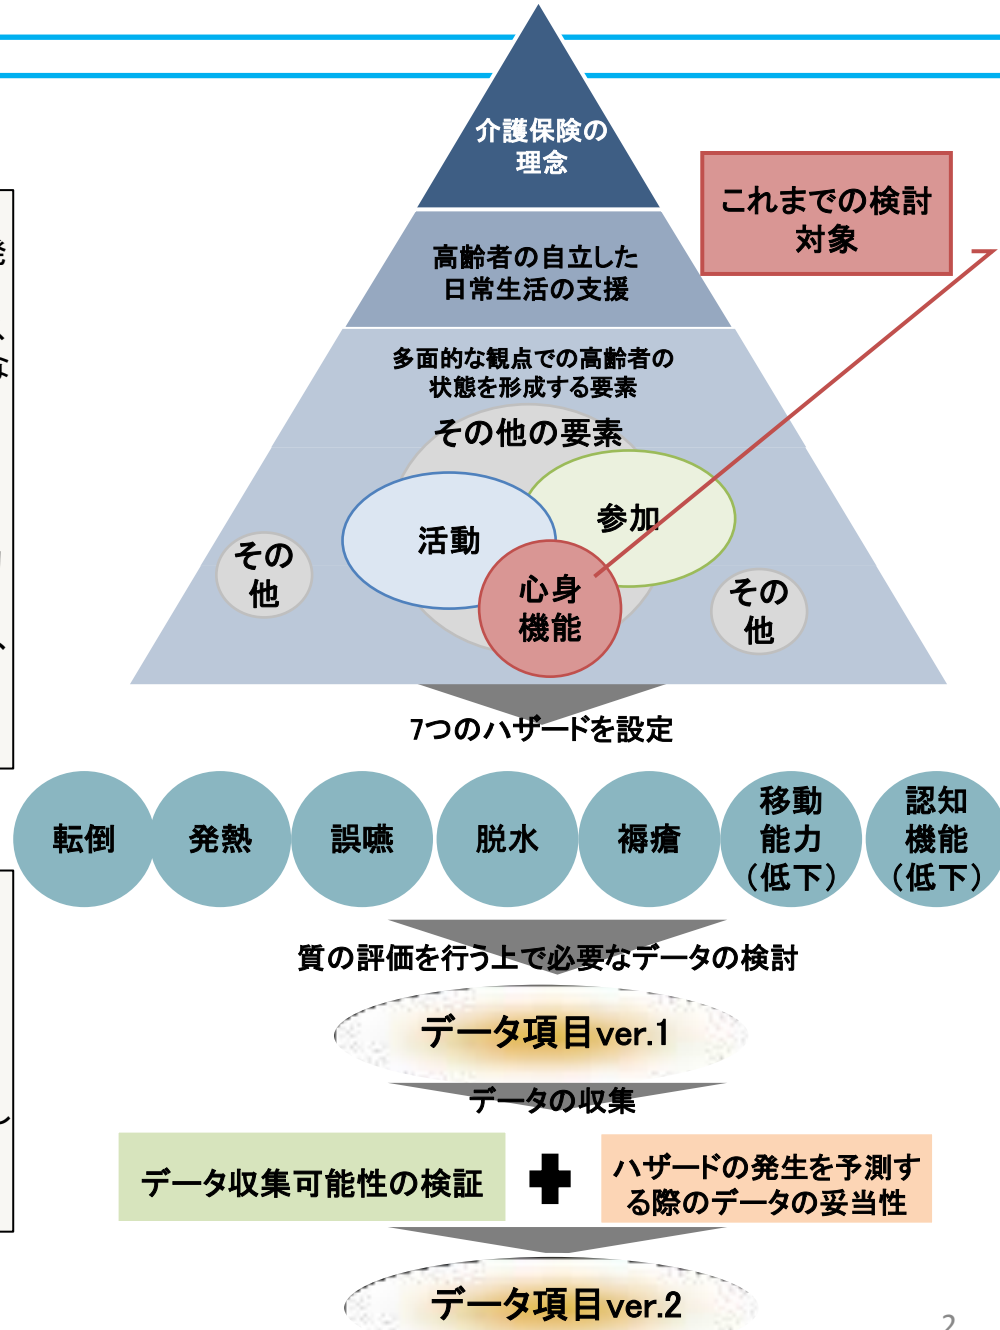 介護保険の
理念
これまでの検討
対象
高齢者の自立した
日常生活の支援
多面的な観点での高齢者の
状態を形成する要素
その他の要素
活動
参加
心身
機能
その
他
その
他
7つのハザードを設定
転倒
発熱
誤嚥
脱水
褥瘡
移動
能力
(低下)
認知
機能
(低下)
質の評価を行う上で必要なデータの検討
データ項目ver.1
データの収集
データ収集可能性の検証
ハザードの発生を予測す
る際のデータの妥当性
データ項目ver.2
2